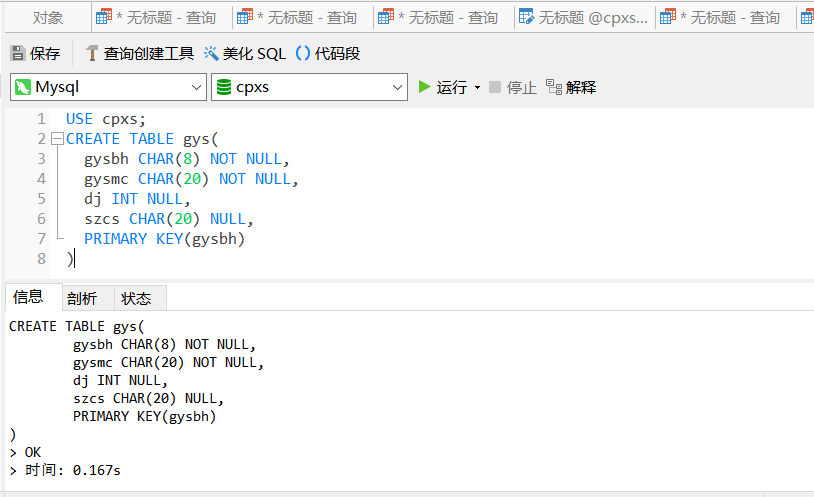 对象 * 无标题 - 查询 * 无标题 - 查询 * 无标题 - 查询 无标题 @cpxs... * 无标题 - 查询
保存 查询创建工具 美化 SQL () 代码段
Mysql cpxs 运行 停止 解释
1 USE cpxs;
2 CREATE TABLE gys(
3 gysbh CHAR(8) NOT NULL,
4 gysmc CHAR(20) NOT NULL,
5 dj INT NULL,
6 szcs CHAR(20) NULL,
7 PRIMARY KEY(gysbh)
8 )
信息 剖析 状态
CREATE TABLE gys(
gysbh CHAR(8) NOT NULL,
gysmc CHAR(20) NOT NULL,
dj INT NULL,
szcs CHAR(20) NULL,
PRIMARY KEY(gysbh)
)
> OK
> 时间: 0.167s